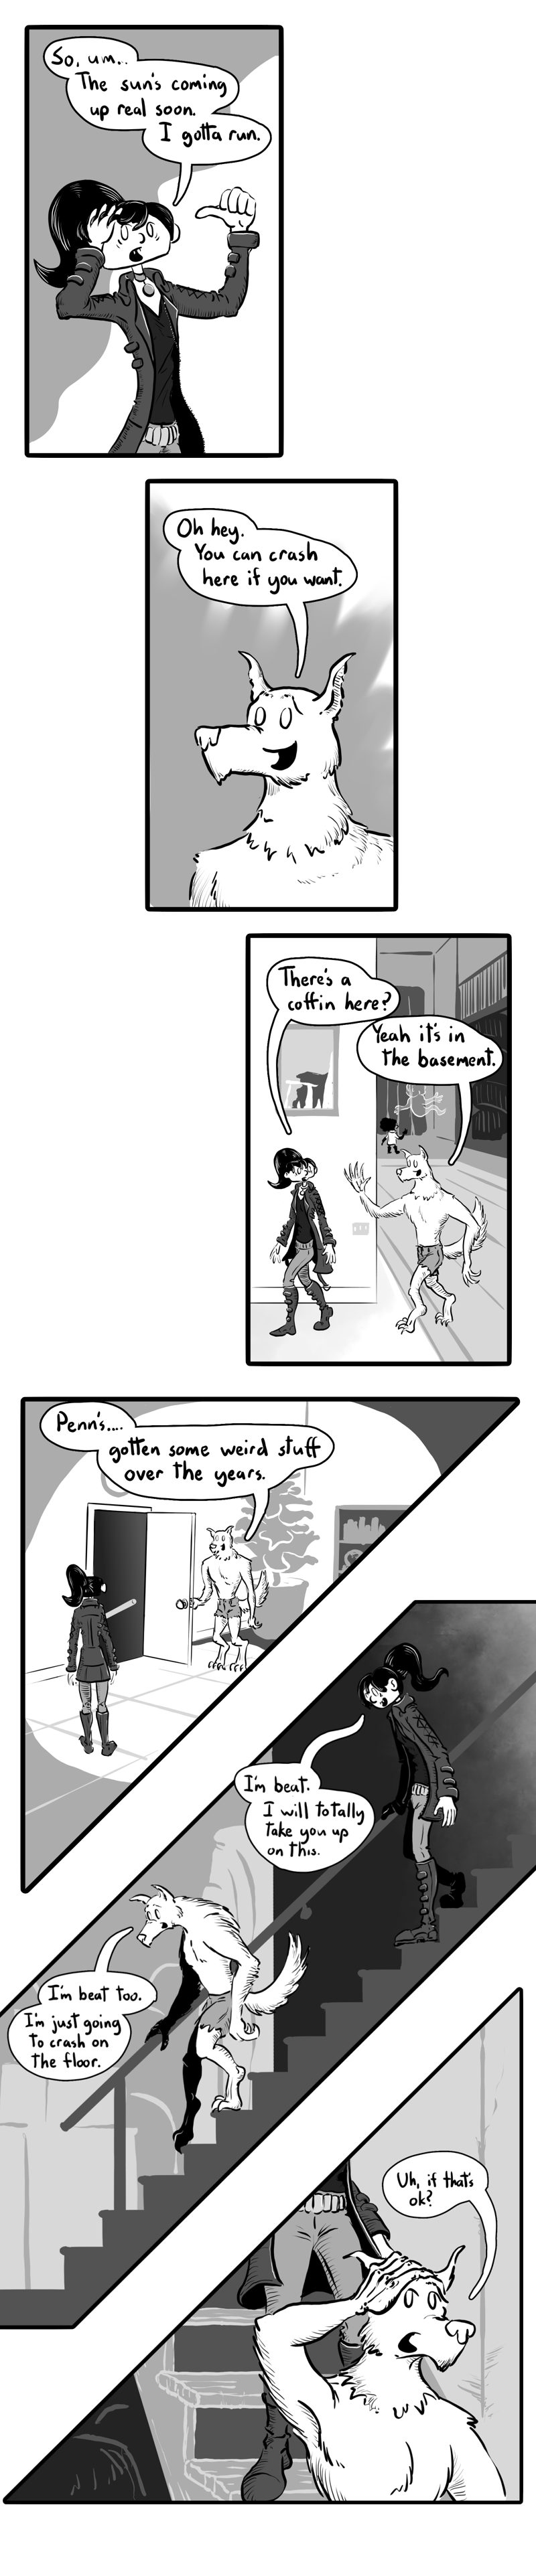 So, um..
The sun's coming
up real soon.
I gotta run.
Oh hey.
You can crash
here if you want.
There's a
coffin here?
Yeah it's in
the basement.
Penn's....
gotten some weird stuff
over the years.
I'm beat.
I will totally
take you up
on this.
I'm beat too.
I'm just going
to crash on
the floor.
Uh, if that's
ok?